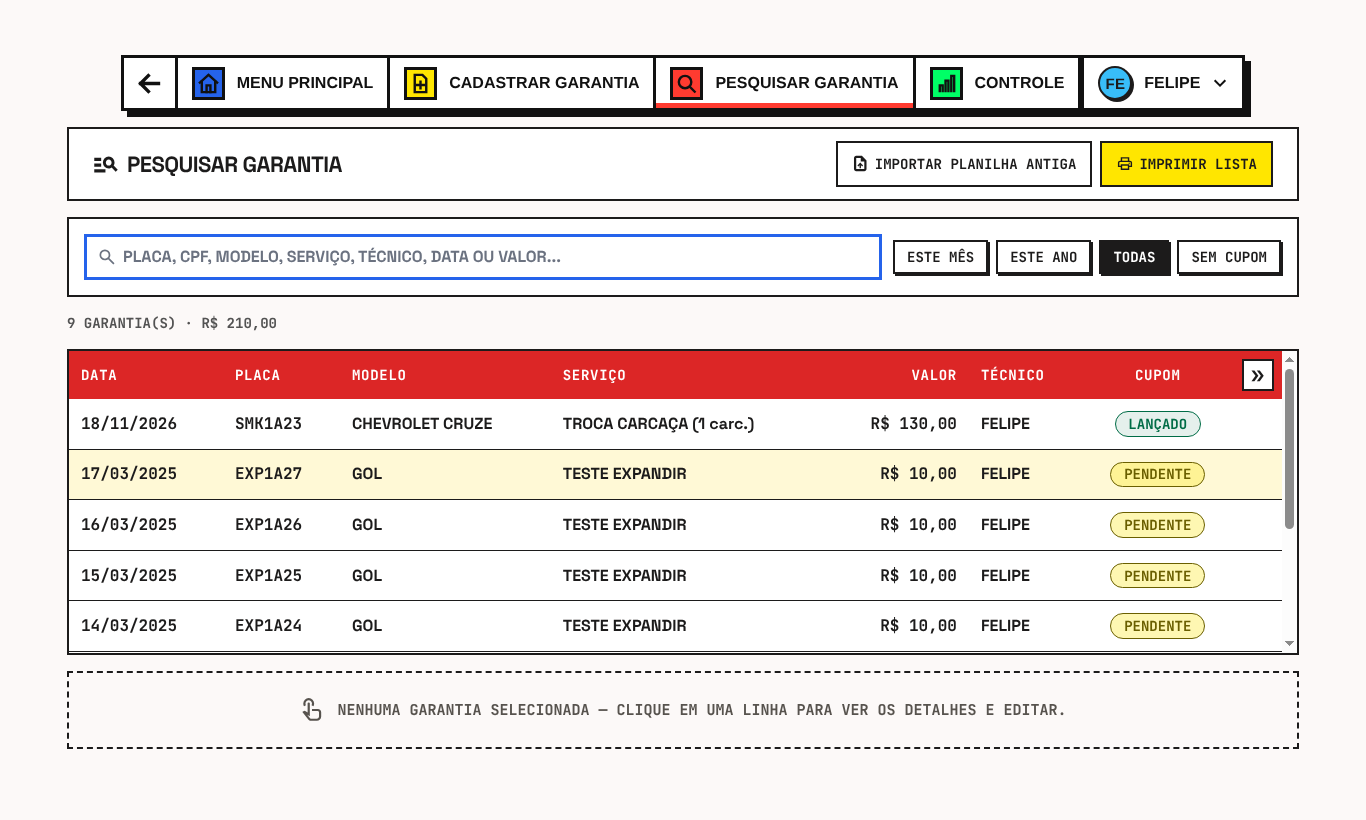 MENU PRINCIPAL CADASTRAR GARANTIA PESQUISAR GARANTIA CONTROLE FE FELIPE
PESQUISAR GARANTIA IMPORTAR PLANILHA ANTIGA IMPRIMIR LISTA
PLACA, CPF, MODELO, SERVIÇO, TÉCNICO, DATA OU VALOR... ESTE MÊS ESTE ANO TODAS SEM CUPOM
9 GARANTIA(S) · R$ 210,00
DATA PLACA MODELO SERVIÇO VALOR TÉCNICO CUPOM »
18/11/2026 SMK1A23 CHEVROLET CRUZE TROCA CARCAÇA (1 carc.) R$ 130,00 FELIPE LANÇADO
17/03/2025 EXP1A27 GOL TESTE EXPANDIR R$ 10,00 FELIPE PENDENTE
16/03/2025 EXP1A26 GOL TESTE EXPANDIR R$ 10,00 FELIPE PENDENTE
15/03/2025 EXP1A25 GOL TESTE EXPANDIR R$ 10,00 FELIPE PENDENTE
14/03/2025 EXP1A24 GOL TESTE EXPANDIR R$ 10,00 FELIPE PENDENTE
NENHUMA GARANTIA SELECIONADA — CLIQUE EM UMA LINHA PARA VER OS DETALHES E EDITAR.